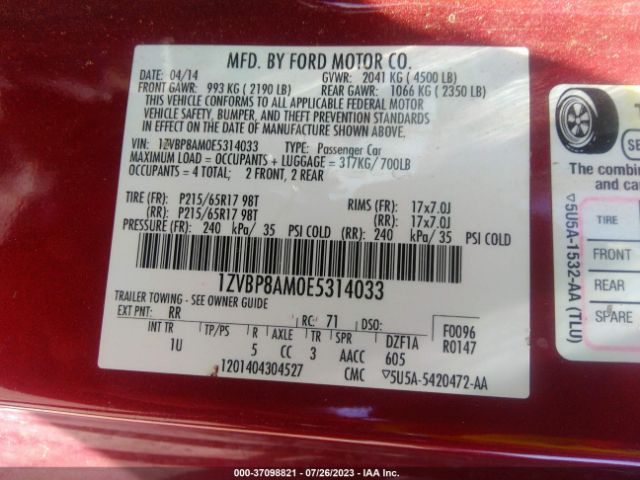 MFD. BY FORD MOTOR CO.
DATE: 04/14 GVWR: 2041 KG ( 4500 LB)
FRONT GAWR: 993 KG ( 2190 LB) REAR GAWR: 1066 KG ( 2350 LB)
THIS VEHICLE CONFORMS TO ALL APPLICABLE FEDERAL MOTOR
VEHICLE SAFETY, BUMPER, AND THEFT PREVENTION STANDARDS
IN EFFECT ON THE DATE OF MANUFACTURE SHOWN ABOVE.
VIN: 1ZVBP8AM0E5314033 TYPE: Passenger Car
MAXIMUM LOAD = OCCUPANTS + LUGGAGE = 317KG/700LB
OCCUPANTS = 4 TOTAL; 2 FRONT, 2 REAR
TIRE (FR): P215/65R17 98T RIMS (FR): 17x7.0J
(RR): P215/65R17 98T (RR): 17x7.0J
PRESSURE (FR): 240 kPa/ 35 PSI COLD (RR): 240 kPa/ 35 PSI COLD
1ZVBP8AM0E5314033
TRAILER TOWING - SEE OWNER GUIDE
EXT PNT: RR RC: 71 DSO: F0096
INT TR TP/PS R AXLE TR SPR DZF1A R0147
1U 5 CC 3 AACC 605
1201404304527 CMC ▽5U5A-5420472-AA
The combin
and car
TIRE
FRONT
REAR
SPARE
▽5U5A-1532-AA (TLU)
000-37098821 / 07/26/2023 / IAA Inc.